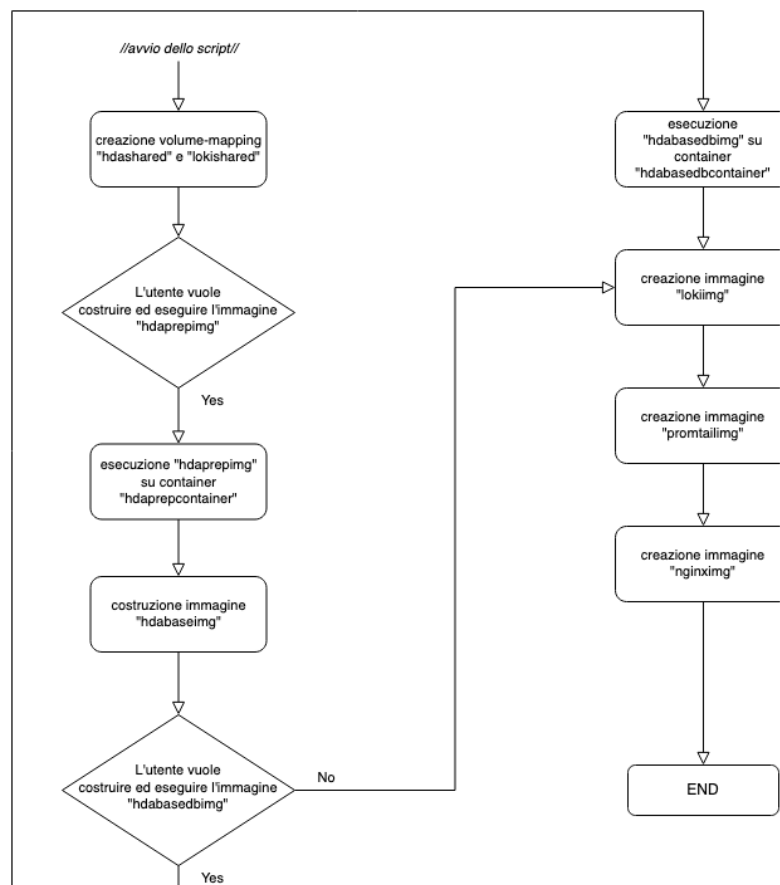 //avvio dello script//
creazione volume-mapping
"hdashared" e "lokishared"
L'utente vuole
costruire ed eseguire l'immagine
"hdaprepimg"
Yes
esecuzione "hdaprepimg"
su container
"hdaprepcontainer"
costruzione immagine
"hdabaseimg"
L'utente vuole
costruire ed eseguire l'immagine
"hdabasedbimg"
No
Yes
esecuzione
"hdabasedbimg" su
container
"hdabasedbcontainer"
creazione immagine
"lokiimg"
creazione immagine
"promtailimg"
creazione immagine
"nginximg"
END